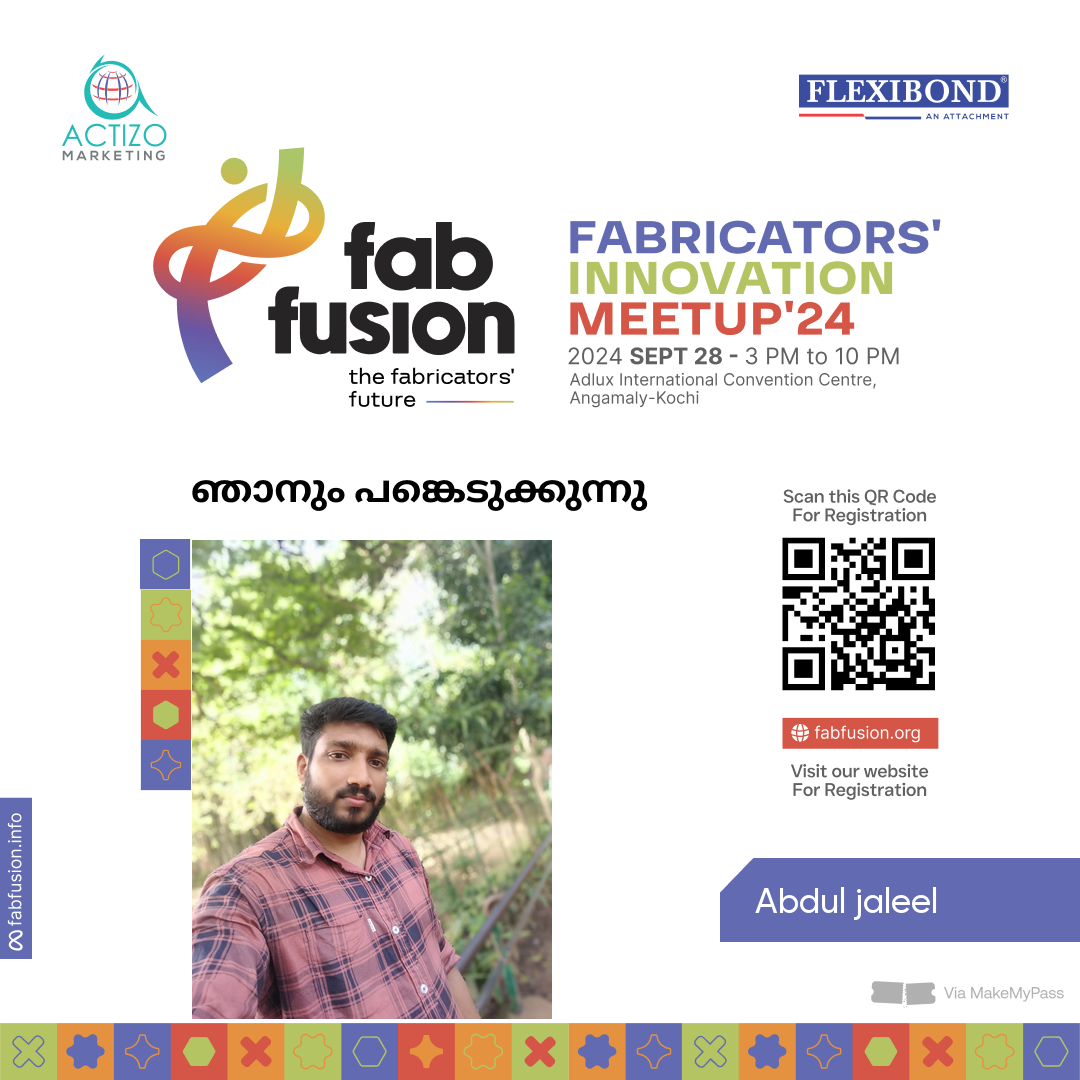 ACTIZO
MARKETING
FLEXIBOND®
AN ATTACHMENT
fab
fusion
the fabricators'
future
FABRICATORS'
INNOVATION
MEETUP'24
2024 SEPT 28 - 3 PM to 10 PM
Adlux International Convention Centre,
Angamaly-Kochi
ഞാനും പങ്കെടുക്കുന്നു
Scan this QR Code
For Registration
fabfusion.org
Visit our website
For Registration
fabfusion.info
Abdul jaleel
Via MakeMyPass